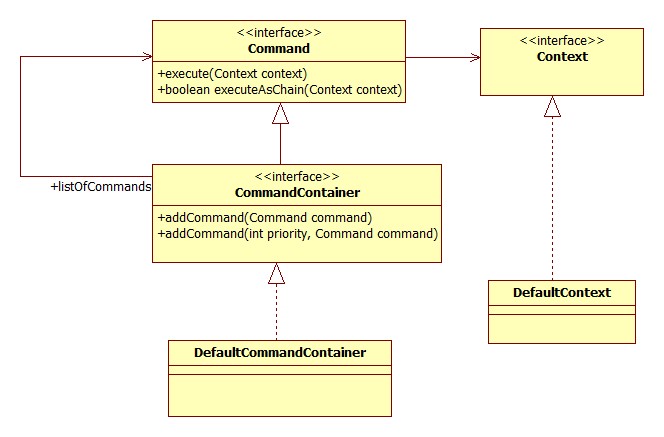 <<interface>>
Command
+execute(Context context)
+boolean executeAsChain(Context context)
<<interface>>
Context
+listOfCommands
<<interface>>
CommandContainer
+addCommand(Command command)
+addCommand(int priority, Command command)
DefaultContext
DefaultCommandContainer